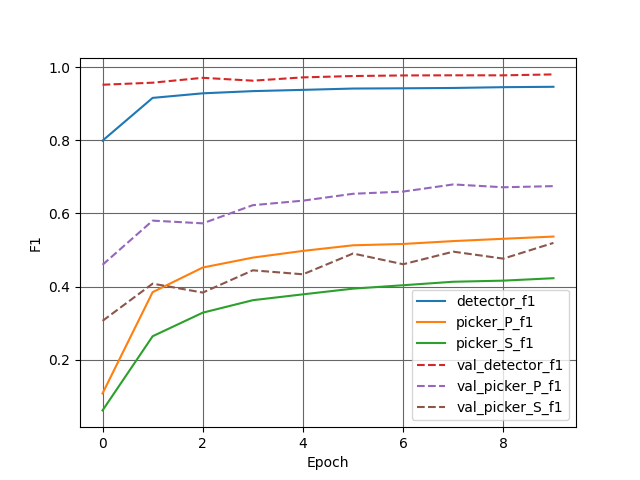 1.0
0.8
0.6
0.4
0.2
F1
0 2 4 6 8
Epoch
detector_f1
picker_P_f1
picker_S_f1
val_detector_f1
val_picker_P_f1
val_picker_S_f1